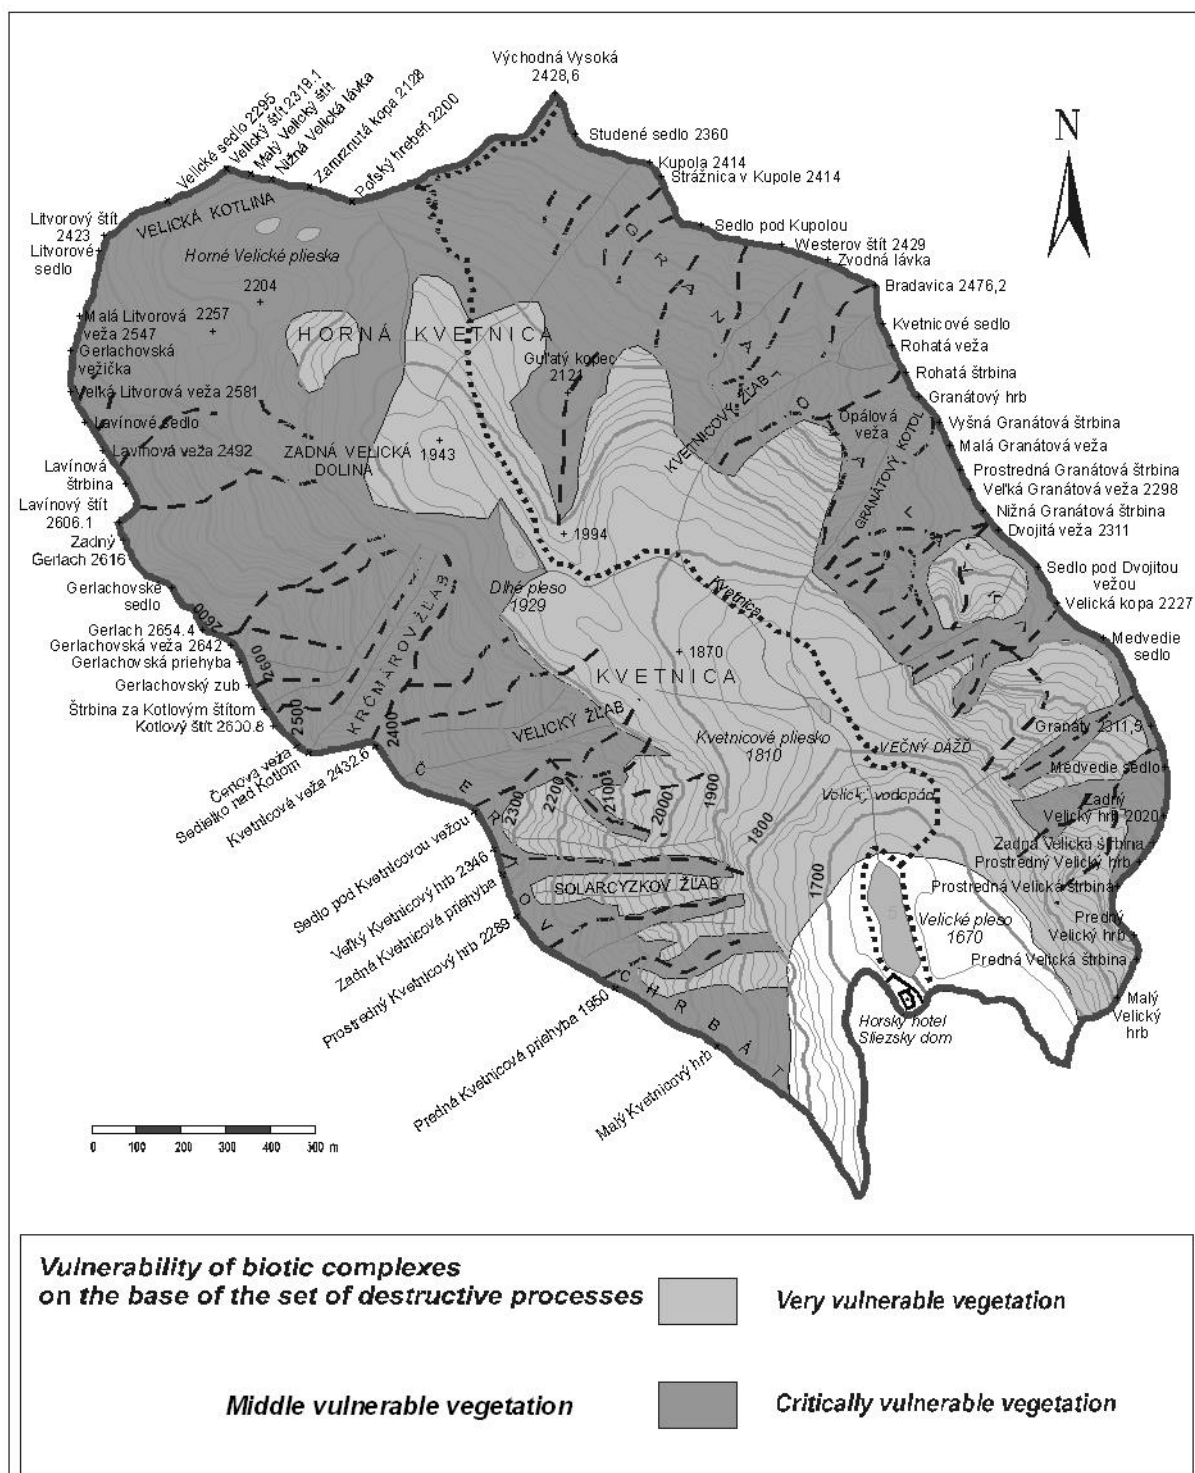 Východná Vysoká
2428,6
Velické sedlo 2295
Velický štít 2319.1
Malý Velický štít
Nižná Velická lávka
Zamrznutá kopa 2128
Poľský hrebeň 2200
Studené sedlo 2360
Kupola 2414
Strážnica v Kupole 2414
Sedlo pod Kupolou
Westerov štít 2429
Zvodná lávka
Bradavica 2476,2
Kvetnicové sedlo
Rohatá veža
Rohatá štrbina
Granátový hrb
Vyšná Granátová štrbina
Malá Granátová veža
Prostredná Granátová štrbina
Veľká Granátová veža 2298
Nižná Granátová štrbina
Dvojitá veža 2311
Sedlo pod Dvojitou
vežou
Velická kopa 2227
Medvedie
sedlo
Granáty 2311,5
Medvedie sedlo
Zadný
Velický hrb 2020
Zadná Velická štrbina
Prostredný Velický hrb
Prostredná Velická štrbina
Predný
Velický hrb
Predná Velická štrbina
Malý
Velický
hrb
Litvorový štít
2423
Litvorové
sedlo
Malá Litvorová
veža 2547
Gerlachovská
vežička
Veľká Litvorová veža 2581
Lavínové sedlo
Lavínová veža 2492
Lavínová
štrbina
Lavínový štít
2606.1
Zadný
Gerlach 2616
Gerlachovské
sedlo
Gerlach 2654.4
Gerlachovská veža 2642
Gerlachovská priehyba
Gerlachovský zub
Štrbina za Kotlovým štítom
Kotlový štít 2600.8
Čertova veža
Sedielko nad Kotlom
Kvetnicová veža 2432.6
Sedlo pod Kvetnicovou vežou
Veľký Kvetnicový hrb 2346
Zadná Kvetnicová priehyba
Prostredný Kvetnicový hrb 2289
Predná Kvetnicová priehyba 1950
Malý Kvetnicový hrb
VELICKÁ KOTLINA
Horné Velické plieska
2204
2257
HORNÁ KVETNICA
Guľatý kopec
2121
ZADNÁ VELICKÁ
DOLINA
1943
1994
Dlhé pleso
1929
Kvetnica
1870
KVETNICA
KVETNICOVÝ ŽĽAB
Opálová
veža
GRANÁTOVÝ KOTOL
KRČMÁROV ŽĽAB
VELICKÝ ŽĽAB
Kvetnicové pliesko
1810
VEČNÝ DÁŽĎ
Velický vodopád
SOLARCYZKOV ŽĽAB
Velické pleso
1670
Horský hotel
Sliezsky dom
2600
2600
2500
2400
2300
2200
2100
2000
1900
1800
1700
N
0 100 200 300 400 500 m
Vulnerability of biotic complexes
on the base of the set of destructive processes
Very vulnerable vegetation
Middle vulnerable vegetation
Critically vulnerable vegetation